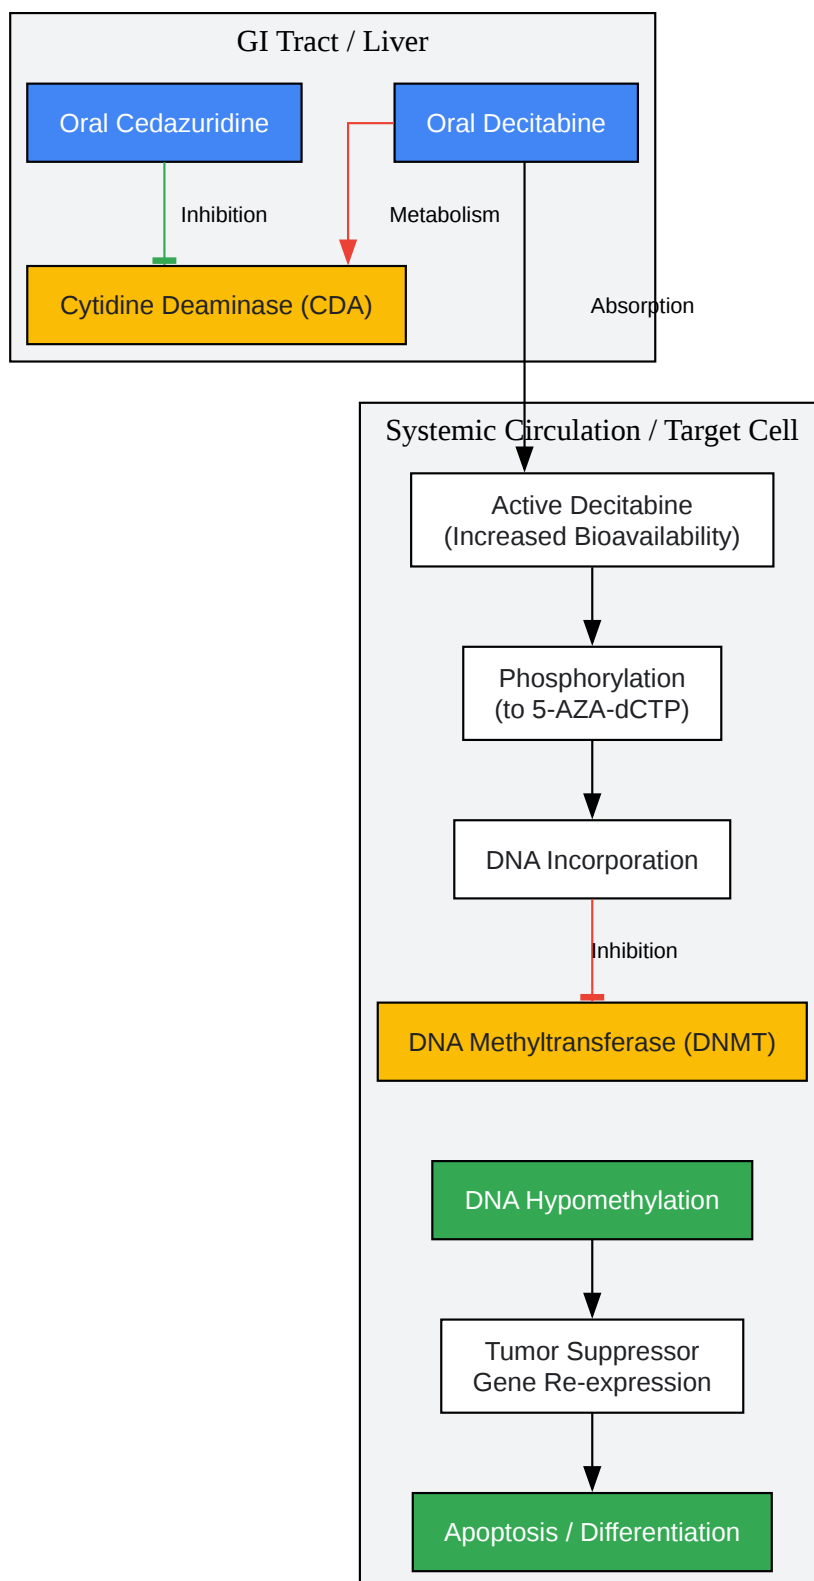 GI Tract / Liver
Oral Cedazuridine
Oral Decitabine
Inhibition
Metabolism
Cytidine Deaminase (CDA)
Absorption
Systemic Circulation / Target Cell
Active Decitabine
(Increased Bioavailability)
Phosphorylation
(to 5-AZA-dCTP)
DNA Incorporation
Inhibition
DNA Methyltransferase (DNMT)
DNA Hypomethylation
Tumor Suppressor
Gene Re-expression
Apoptosis / Differentiation